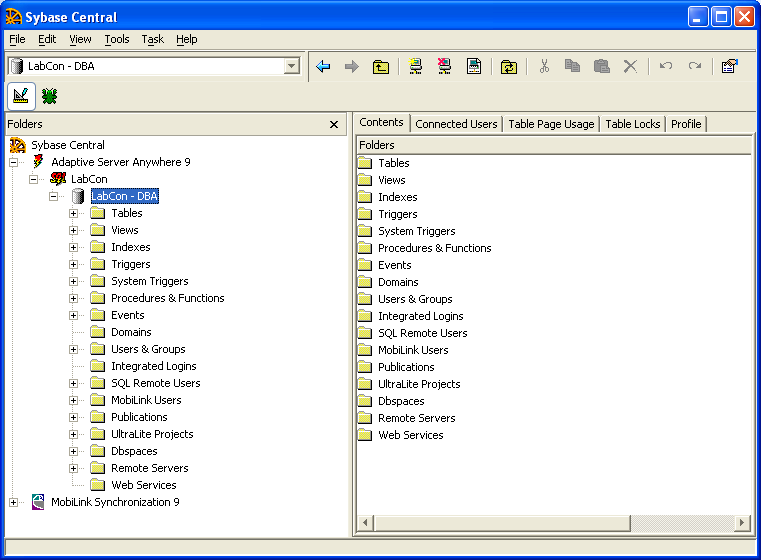 Sybase Central
File Edit View Tools Task Help
LabCon - DBA
Folders
Sybase Central
Adaptive Server Anywhere 9
LabCon
LabCon - DBA
Tables
Views
Indexes
Triggers
System Triggers
Procedures & Functions
Events
Domains
Users & Groups
Integrated Logins
SQL Remote Users
MobiLink Users
Publications
UltraLite Projects
Dbspaces
Remote Servers
Web Services
MobiLink Synchronization 9
Contents Connected Users Table Page Usage Table Locks Profile
Folders
Tables
Views
Indexes
Triggers
System Triggers
Procedures & Functions
Events
Domains
Users & Groups
Integrated Logins
SQL Remote Users
MobiLink Users
Publications
UltraLite Projects
Dbspaces
Remote Servers
Web Services